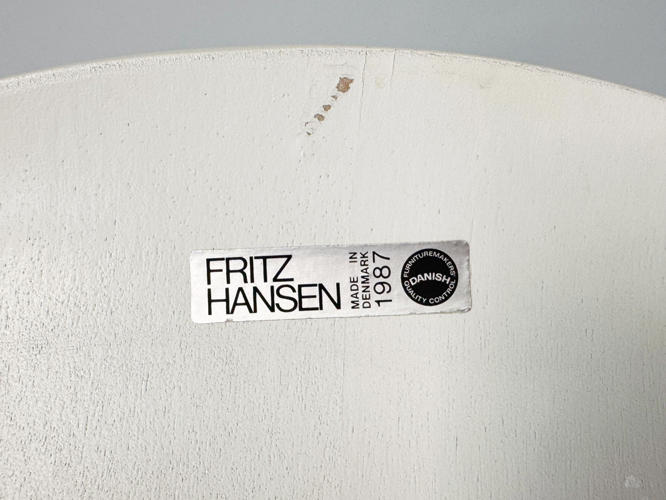 FRITZ
HANSEN
MADE IN
DENMARK
1987
FURNITUREMAKERS'
DANISH
QUALITY CONTROL